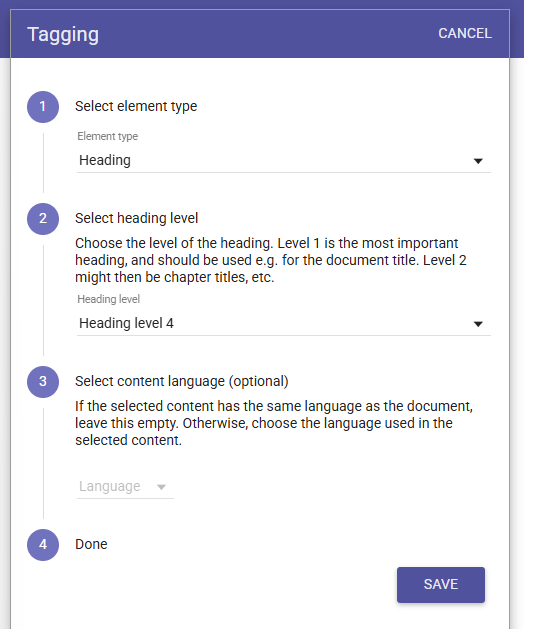 Tagging
CANCEL
1
Select element type
Element type
Heading
2
Select heading level
Choose the level of the heading. Level 1 is the most important
heading, and should be used e.g. for the document title. Level 2
might then be chapter titles, etc.
Heading level
Heading level 4
3
Select content language (optional)
If the selected content has the same language as the document,
leave this empty. Otherwise, choose the language used in the
selected content.
Language
4
Done
SAVE